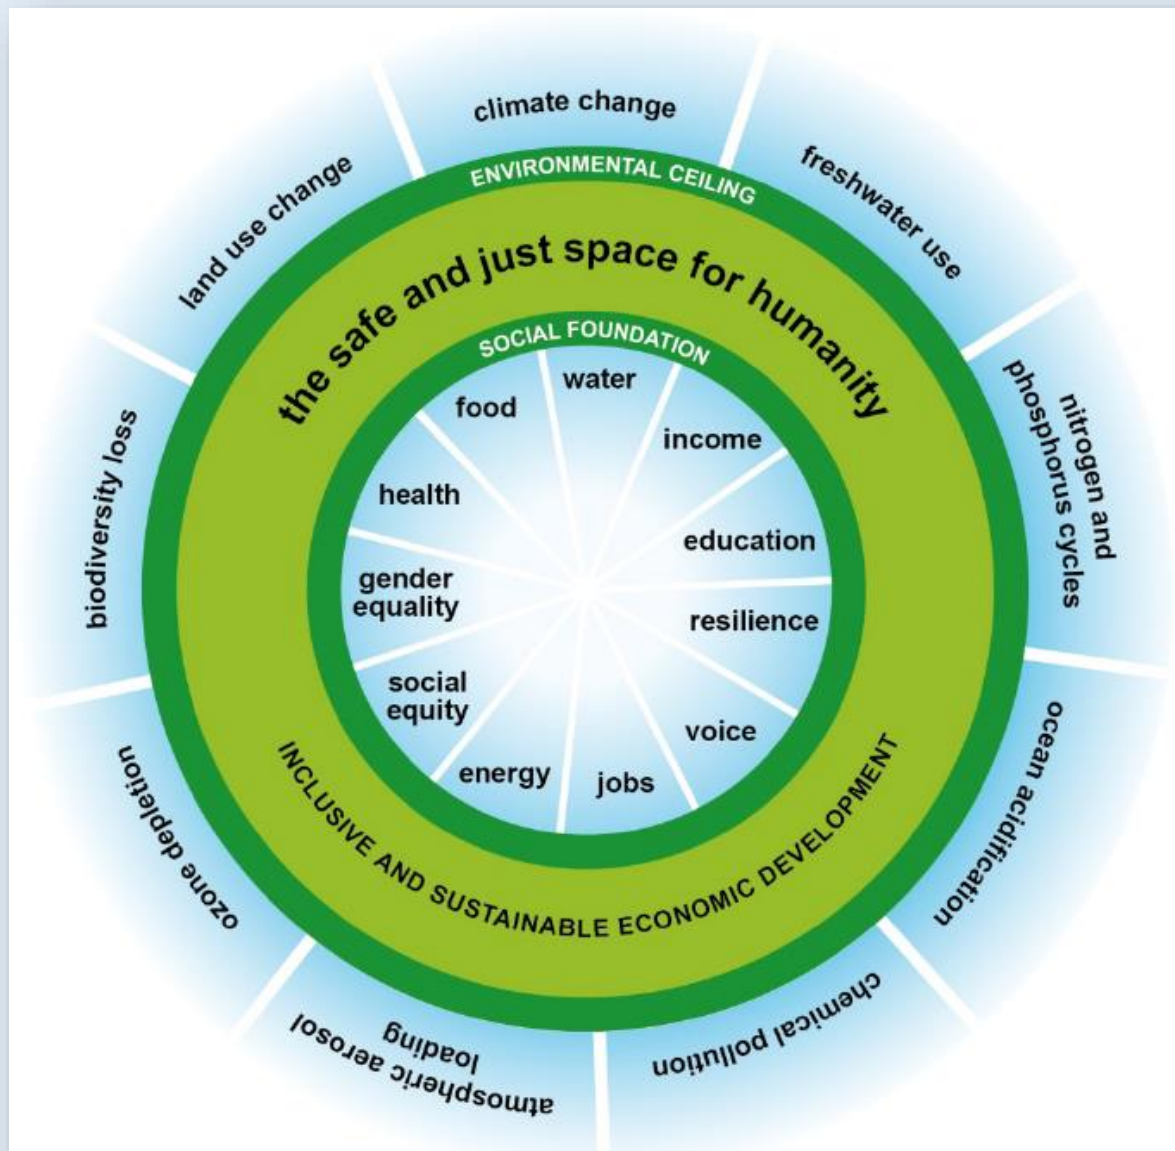 climate change
freshwater use
nitrogen and
phosphorus cycles
ocean acidification
chemical pollution
atmospheric aerosol
loading
ozone depletion
biodiversity loss
land use change
ENVIRONMENTAL CEILING
the safe and just space for humanity
SOCIAL FOUNDATION
water
income
education
resilience
voice
jobs
energy
social
equity
gender
equality
health
food
INCLUSIVE AND SUSTAINABLE ECONOMIC DEVELOPMENT